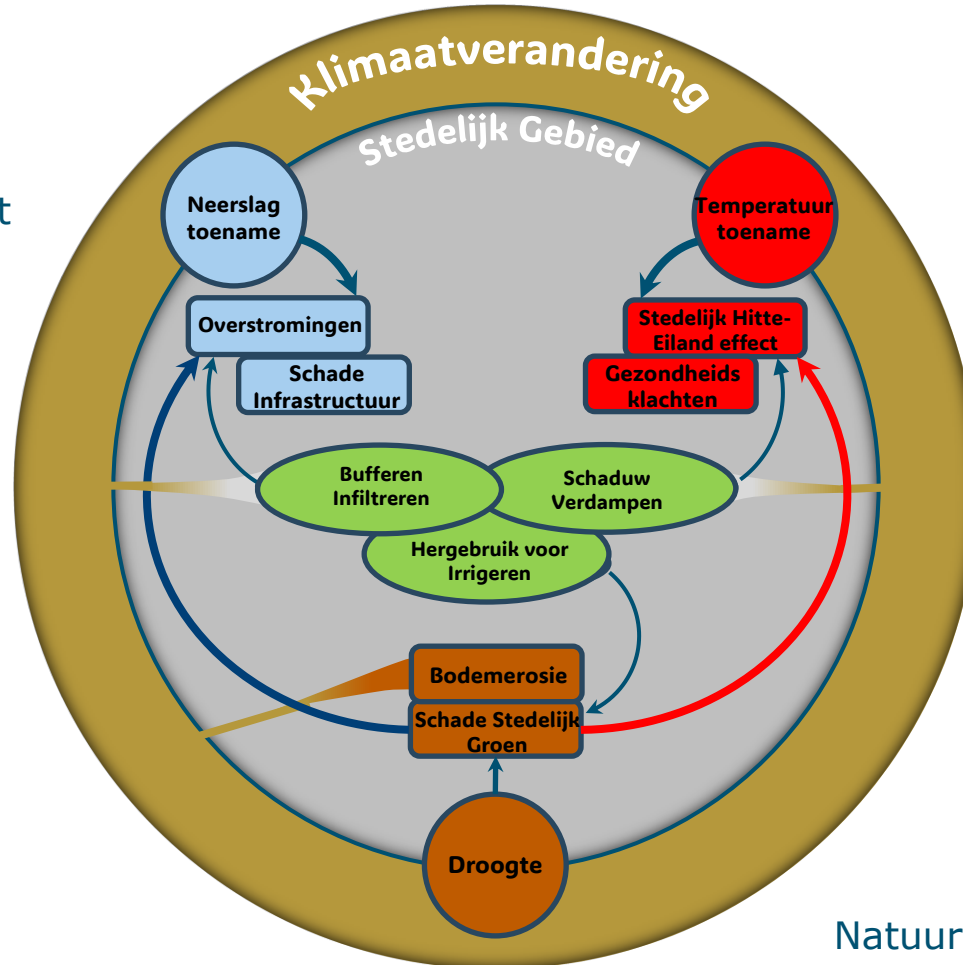 Klimaatverandering
Stedelijk Gebied
t
Neerslag
toename
Temperatuur
toename
Overstromingen
Schade
Infrastructuur
Stedelijk Hitte-
Eiland effect
Gezondheids
klachten
Bufferen
Infiltreren
Schaduw
Verdampen
Hergebruik voor
Irrigeren
Bodemerosie
Schade Stedelijk
Groen
Droogte
Natuur